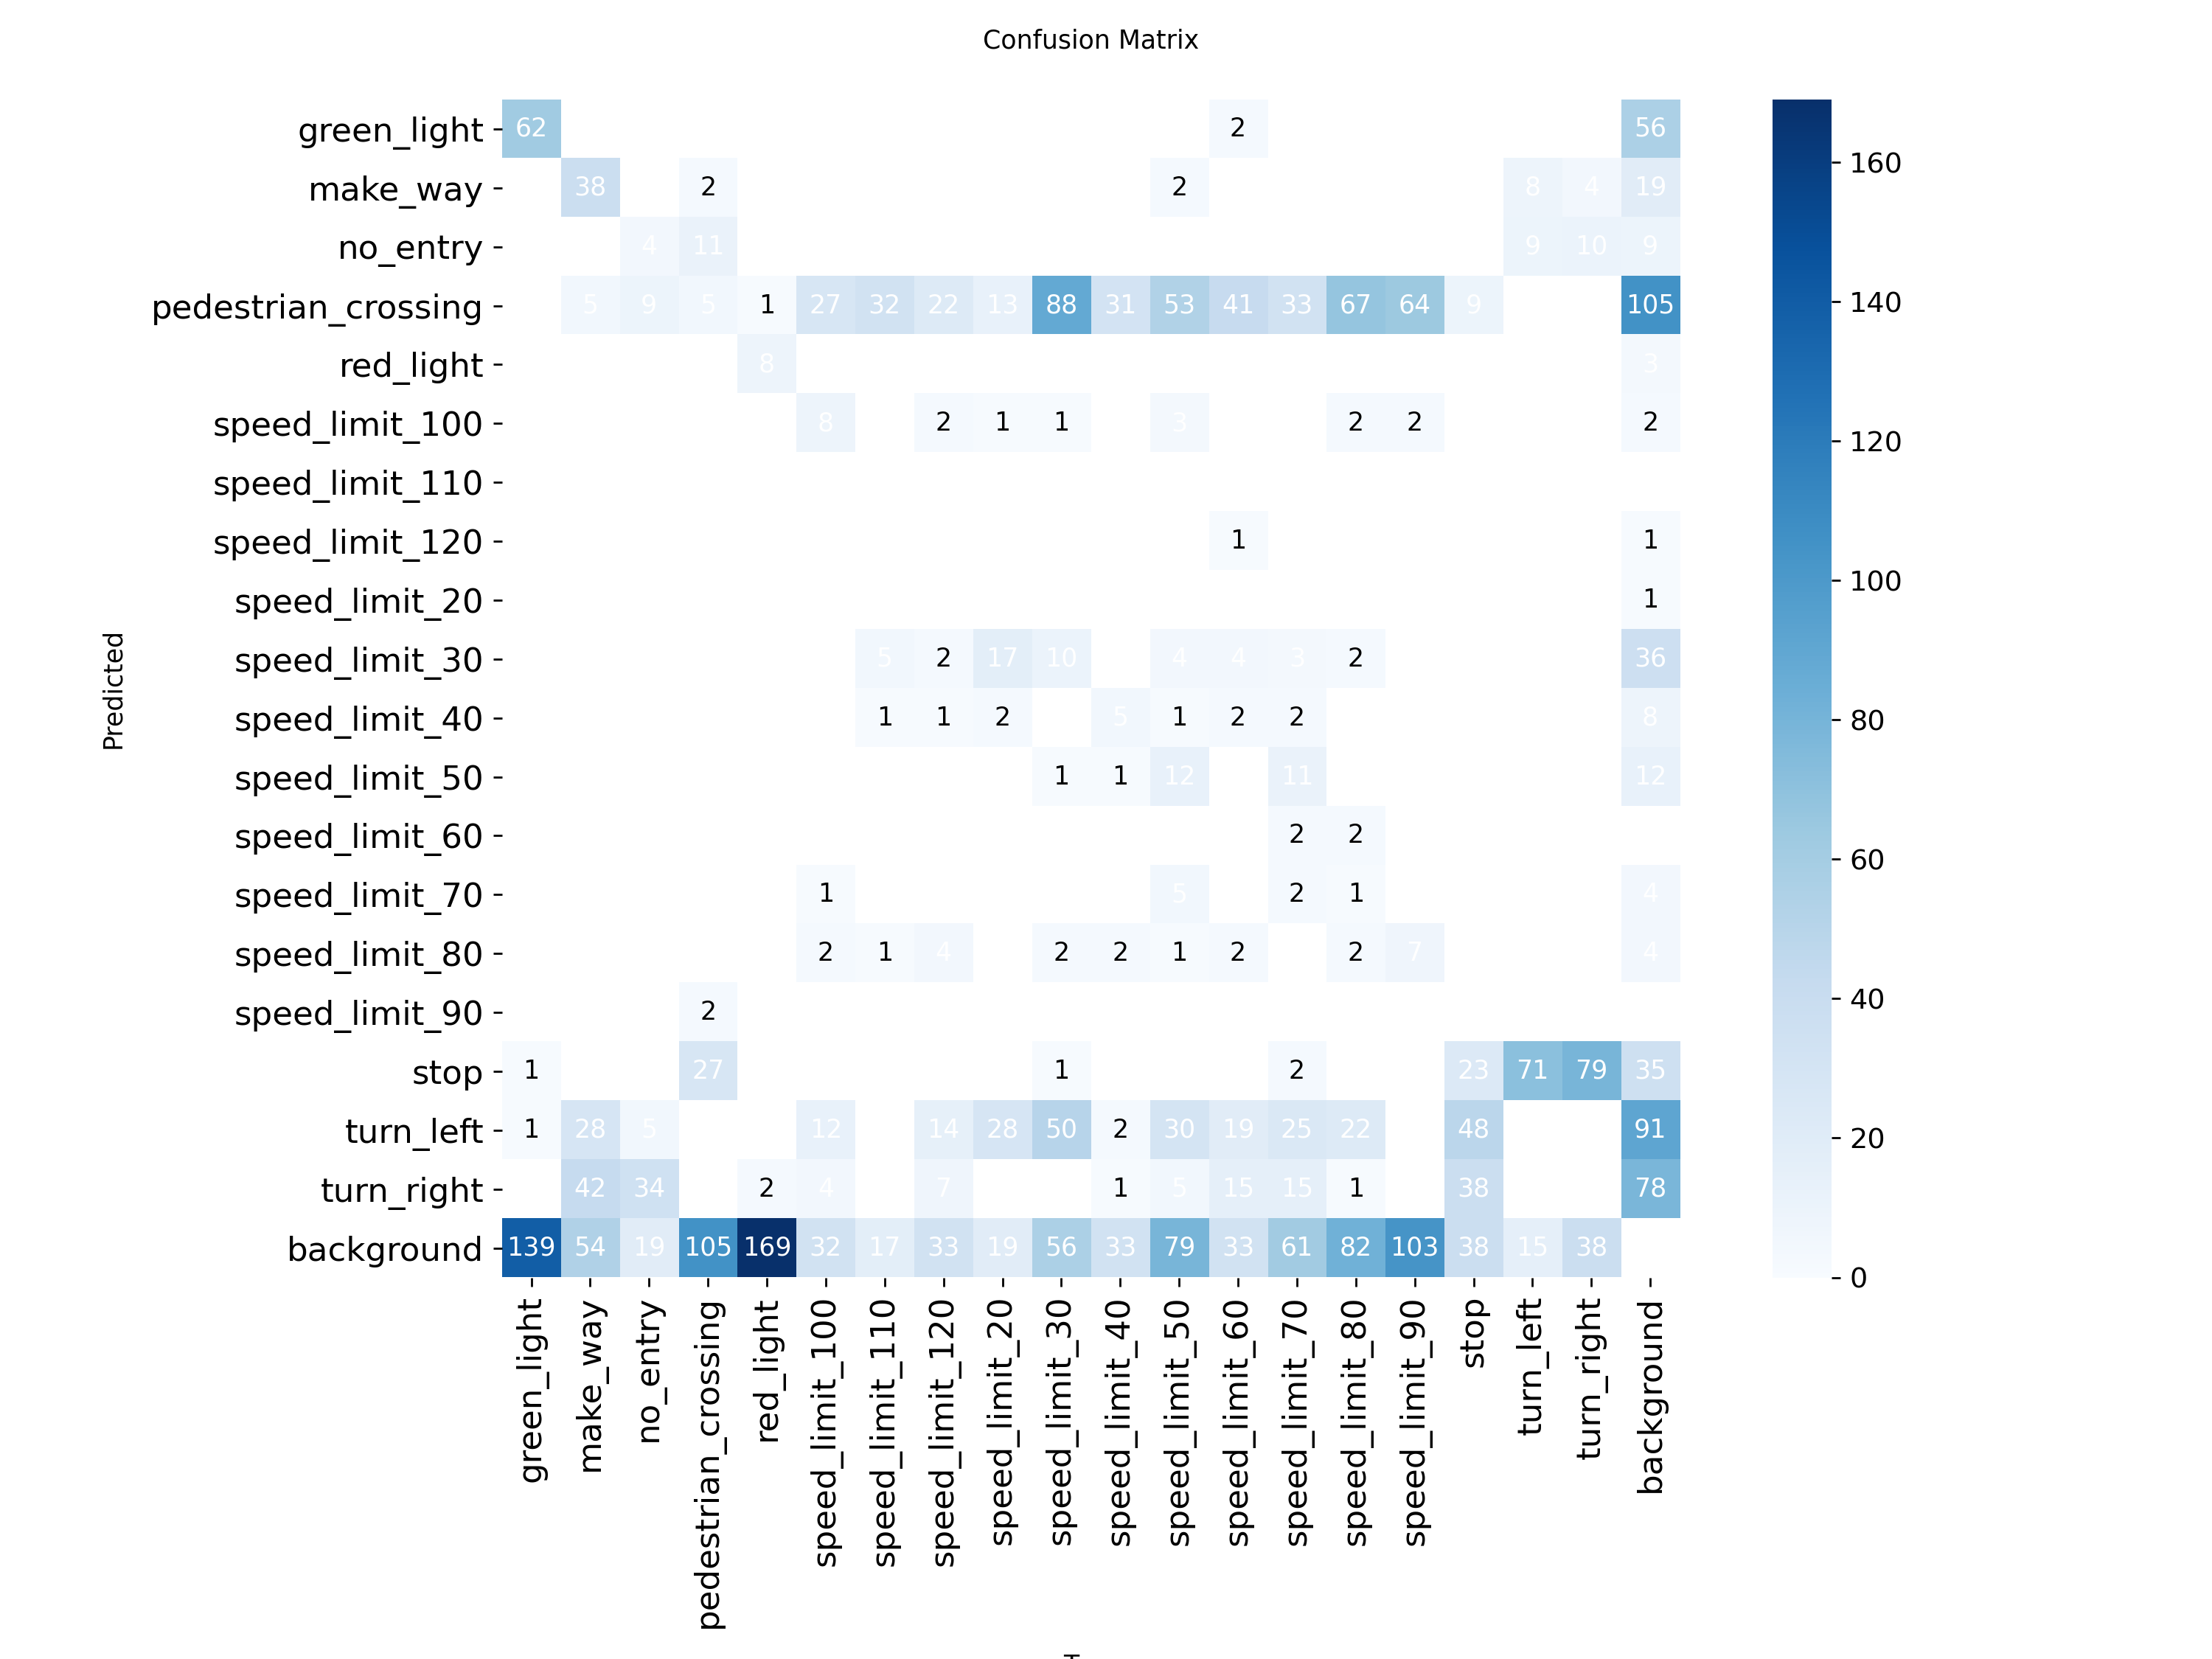 Confusion Matrix
green_light 62 2 56
make_way 38 2 2 8 4 19
no_entry 4 11 9 10 9
pedestrian_crossing 5 9 5 1 27 32 22 13 88 31 53 41 33 67 64 9 105
red_light 8 3
speed_limit_100 8 2 1 1 3 2 2 2
speed_limit_110
speed_limit_120 1 1
speed_limit_20 1
speed_limit_30 5 2 17 10 4 4 3 2 36
speed_limit_40 1 1 2 5 1 2 2 8
speed_limit_50 1 1 12 11 12
speed_limit_60 2 2
speed_limit_70 1 5 2 1 4
speed_limit_80 2 1 4 2 2 1 2 2 7 4
speed_limit_90 2
stop 1 27 1 2 23 71 79 35
turn_left 1 28 5 12 14 28 50 2 30 19 25 22 48 91
turn_right 42 34 2 4 7 1 5 15 15 1 38 78
background 139 54 19 105 169 32 17 33 19 56 33 79 33 61 82 103 38 15 38
Predicted
green_light
make_way
no_entry
pedestrian_crossing
red_light
speed_limit_100
speed_limit_110
speed_limit_120
speed_limit_20
speed_limit_30
speed_limit_40
speed_limit_50
speed_limit_60
speed_limit_70
speed_limit_80
speed_limit_90
stop
turn_left
turn_right
background
160
140
120
100
80
60
40
20
0